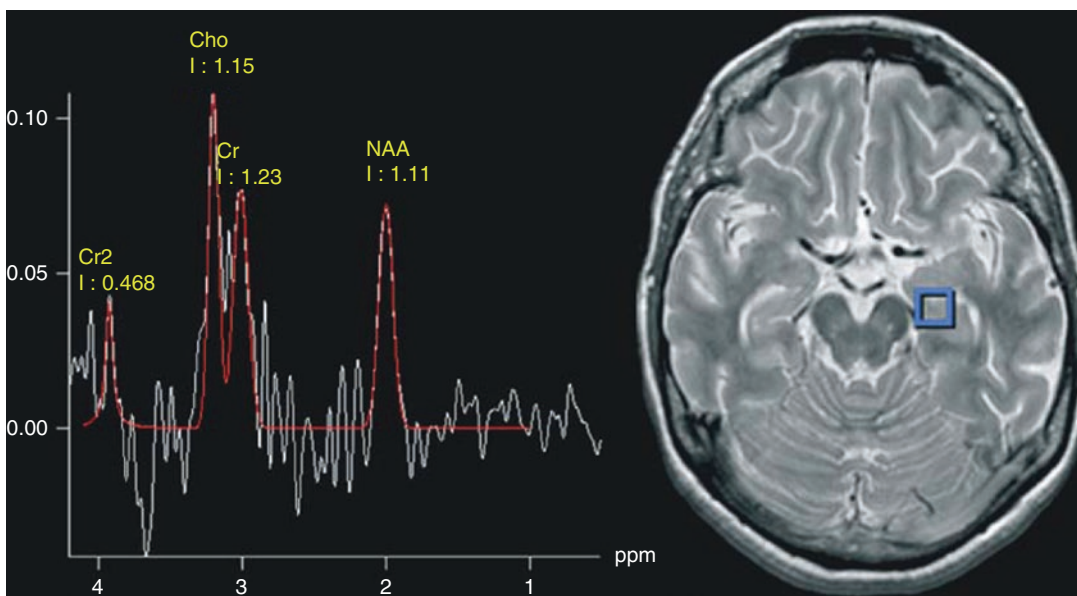 Cho
I : 1.15
0.10
Cr
I : 1.23
NAA
I : 1.11
Cr2
I : 0.468
0.05
0.00
ppm
4 3 2 1